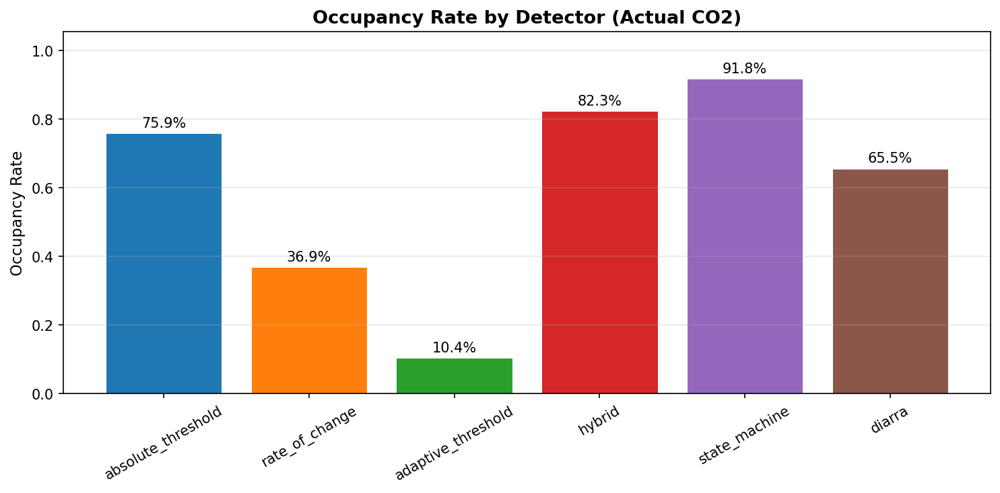 Occupancy Rate by Detector (Actual CO2)
Occupancy Rate
1.0
0.8
0.6
0.4
0.2
0.0
75.9%
36.9%
10.4%
82.3%
91.8%
65.5%
absolute_threshold
rate_of_change
adaptive_threshold
hybrid
state_machine
diarra